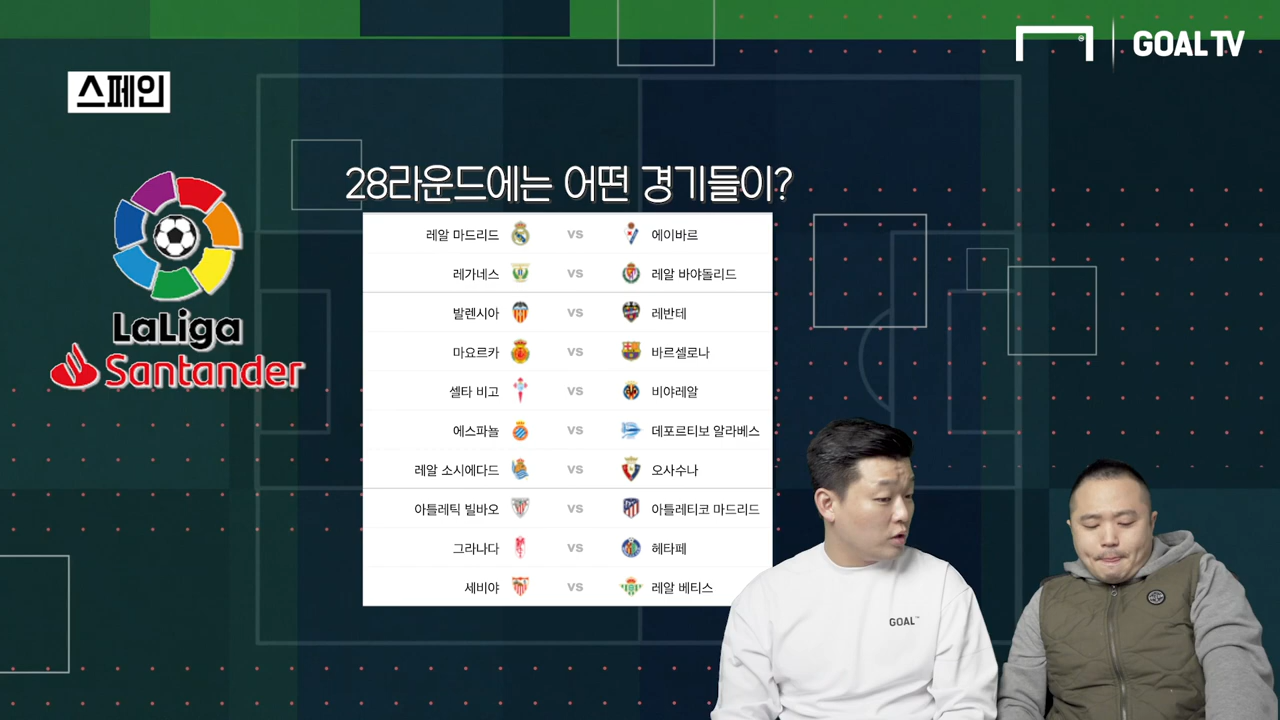 GOAL TV
스페인
28라운드에는 어떤 경기들이?
LaLiga
Santander
레알 마드리드 VS 에이바르
레가네스 VS 레알 바야돌리드
발렌시아 VS 레반테
마요르카 VS 바르셀로나
셀타 비고 VS 비야레알
에스파뇰 VS 데포르티보 알라베스
레알 소시에다드 VS 오사수나
아틀레틱 빌바오 VS 아틀레티코 마드리드
그라나다 VS 헤타페
세비야 VS 레알 베티스
GOAL